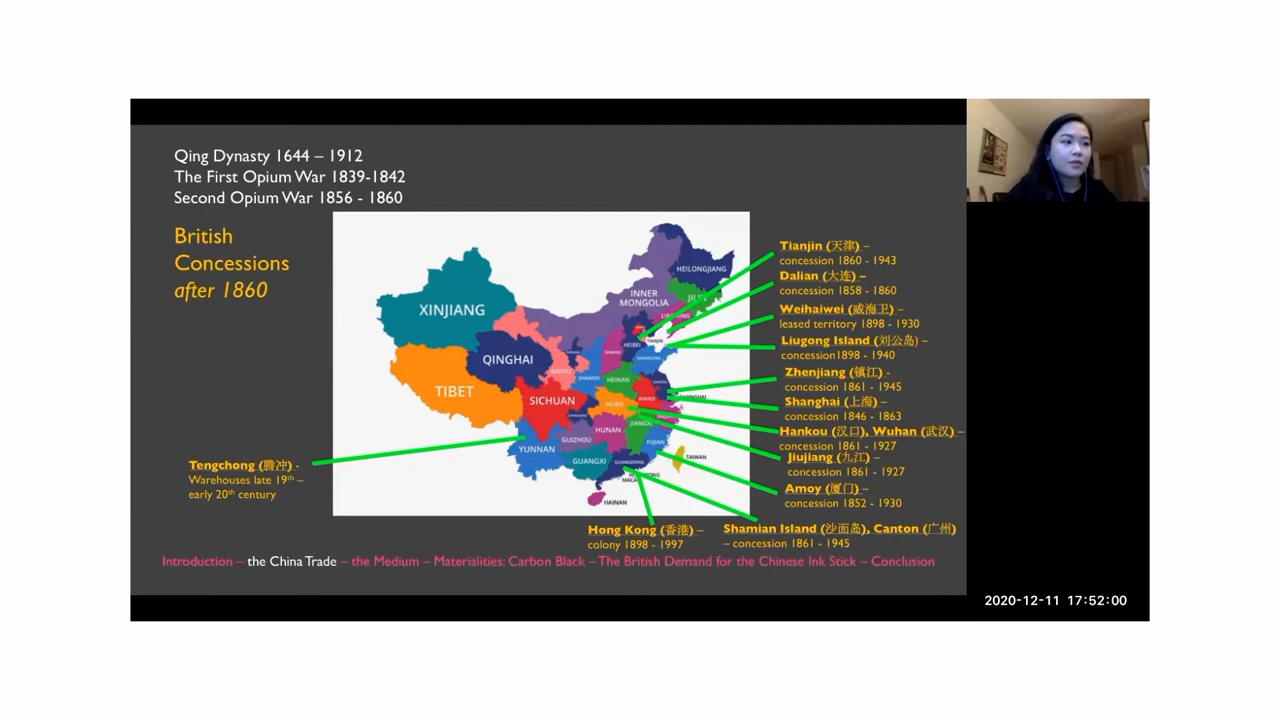 Qing Dynasty 1644 – 1912
The First Opium War 1839-1842
Second Opium War 1856 - 1860
British
Concessions
after 1860
XINJIANG
TIBET
QINGHAI
GANSU
SICHUAN
YUNNAN
INNER
MONGOLIA
HEILONGJIANG
LIAONING
HEBEI
TIANJIN
SHANXI
SHANDONG
SHAANXI
HEINAN
ANHUI
SHANGHAI
HUBEI
HUNAN
JIANGXI
GUIZHOU
FUJIAN
GUANGXI
GUANGDONG
TAIWAN
HAINAN
Tianjin (天津) –
concession 1860 - 1943
Dalian (大连) –
concession 1858 - 1860
Weihaiwei (威海卫) –
leased territory 1898 - 1930
Liugong Island (刘公岛) –
concession1898 - 1940
Zhenjiang (镇江) -
concession 1861 - 1945
Shanghai (上海) –
concession 1846 - 1863
Hankou (汉口), Wuhan (武汉) –
concession 1861 - 1927
Jiujiang (九江) –
concession 1861 - 1927
Amoy (厦门) –
concession 1852 - 1930
Shamian Island (沙面岛), Canton (广州)
– concession 1861 - 1945
Hong Kong (香港) –
colony 1898 - 1997
Tengchong (腾冲) -
Warehouses late 19th –
early 20th century
Introduction – the China Trade – the Medium – Materialities: Carbon Black – The British Demand for the Chinese Ink Stick – Conclusion
2020-12-11 17:52:00